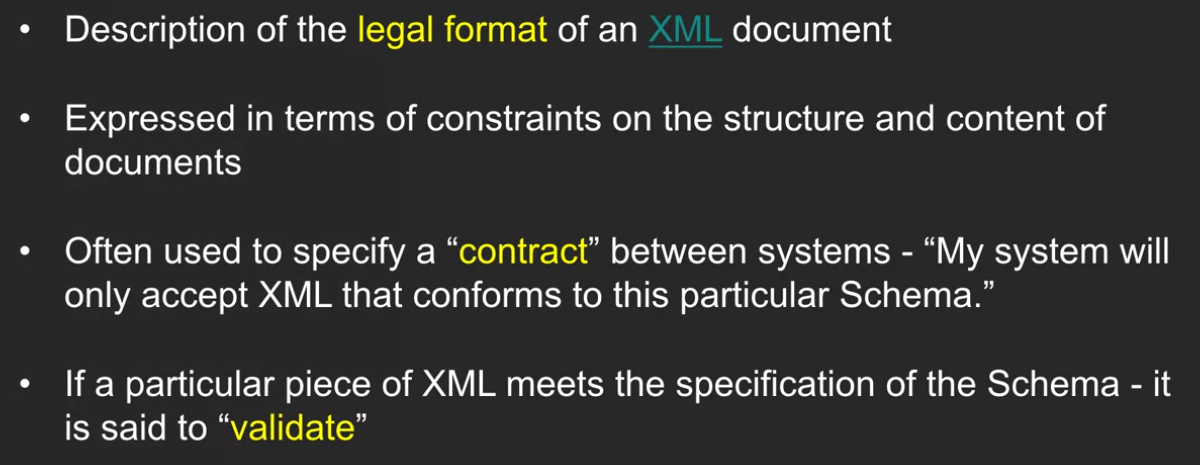 • Description of the legal format of an XML document
• Expressed in terms of constraints on the structure and content of
documents
• Often used to specify a “contract” between systems - “My system will
only accept XML that conforms to this particular Schema.”
• If a particular piece of XML meets the specification of the Schema - it
is said to “validate”